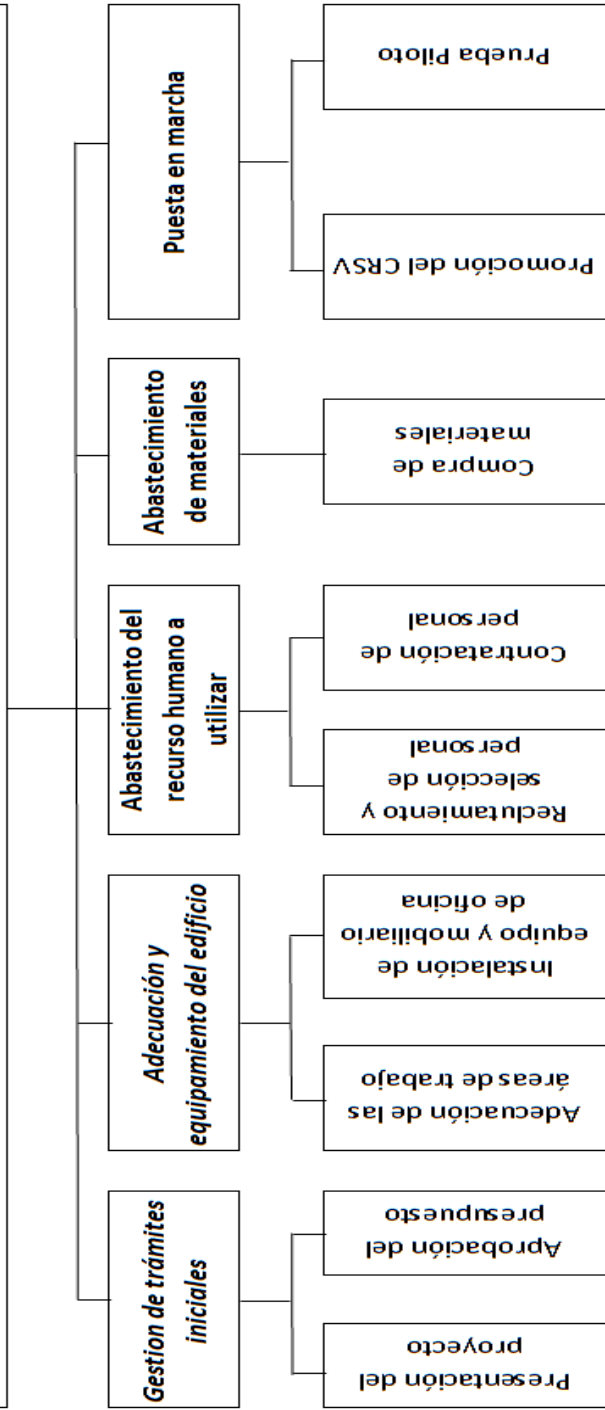 Gestion de trámites
iniciales
Adecuación y
equipamiento del edificio
Abastecimiento del
recurso humano a
utilizar
Abastecimiento
de materiales
Puesta en marcha
Presentación del
proyecto
Aprobación del
presupuesto
Adecuación de las
áreas de trabajo
Instalación de
equipo y mobiliario
de oficina
Reclutamiento y
selección de
personal
Contratación de
personal
Compra de
materiales
Promoción del CRSV
Prueba Piloto